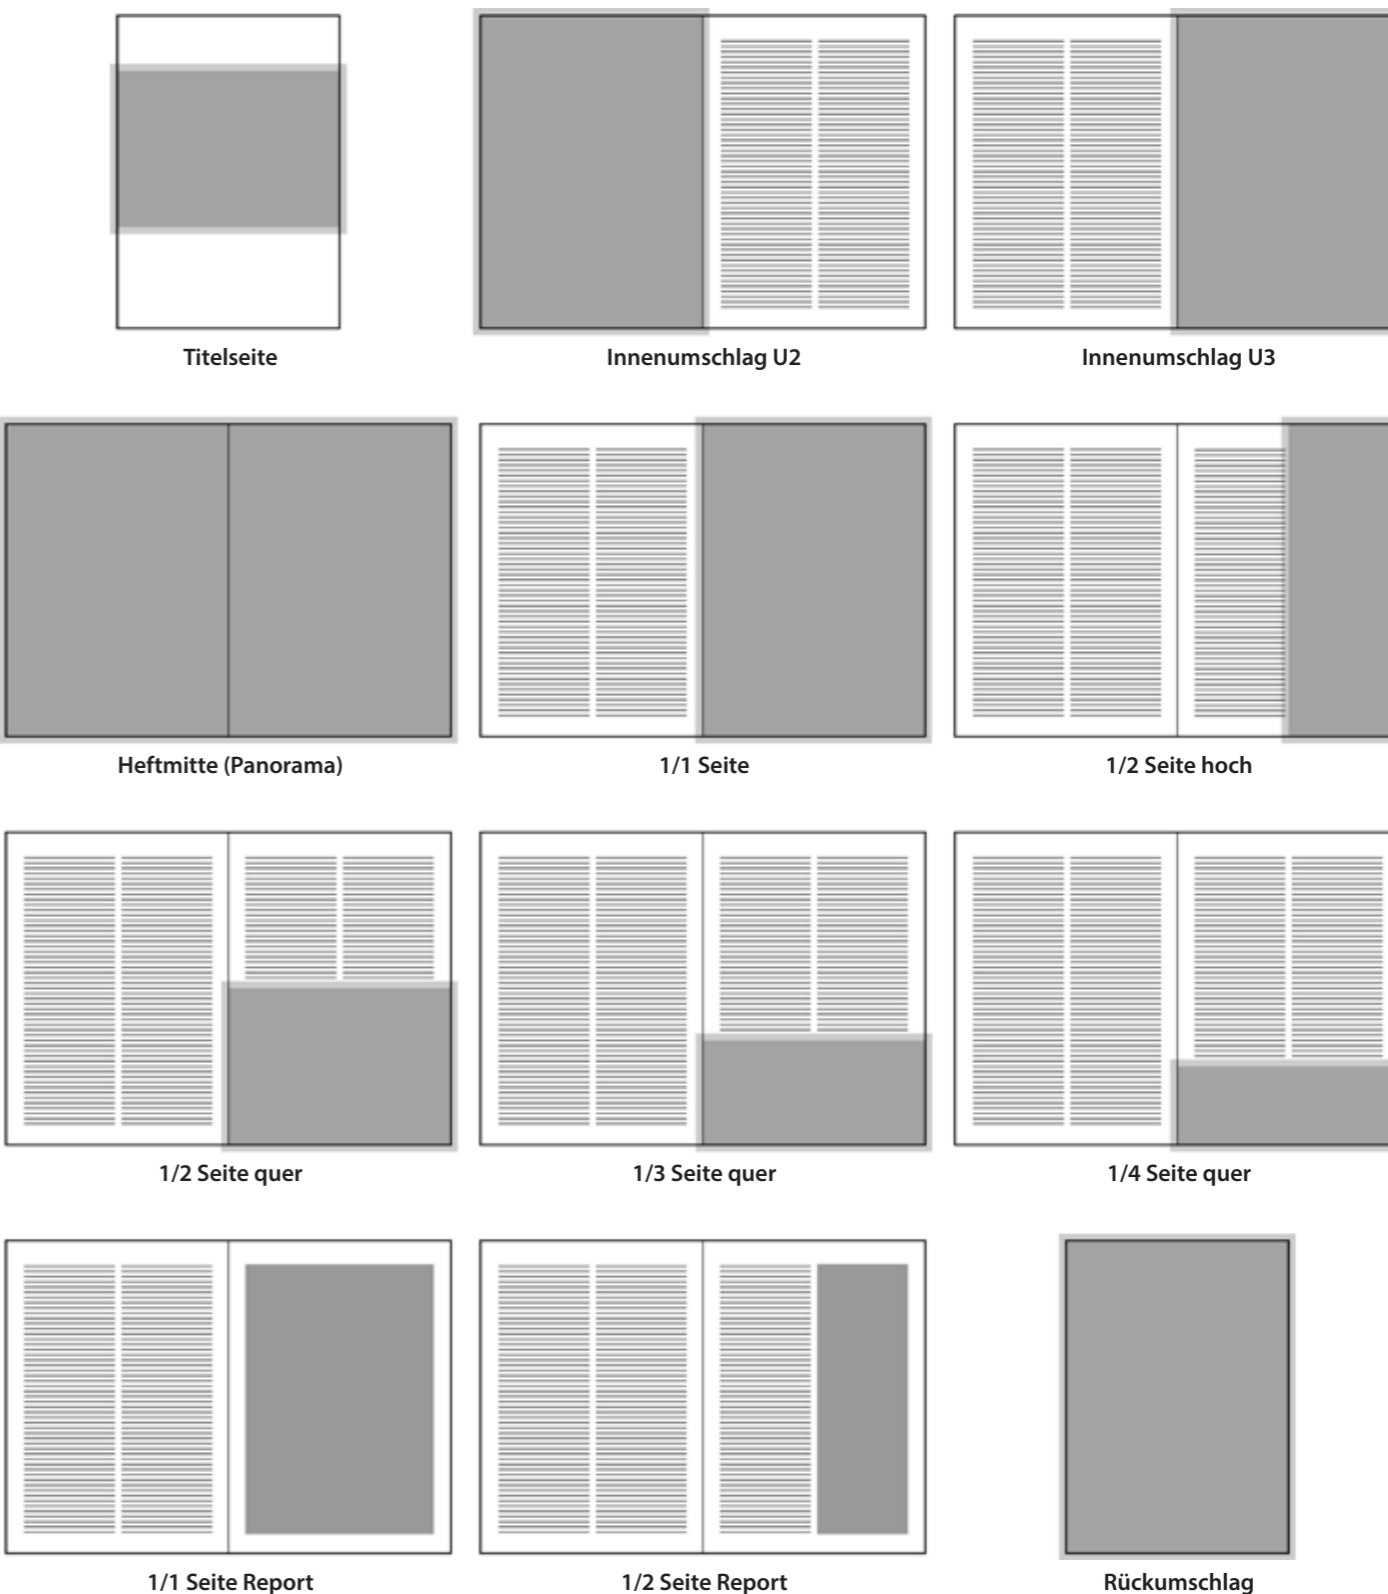 Titelseite
Innenumschlag U2
Innenumschlag U3
Heftmitte (Panorama)
1/1 Seite
1/2 Seite hoch
1/2 Seite quer
1/3 Seite quer
1/4 Seite quer
1/1 Seite Report
1/2 Seite Report
Rückumschlag